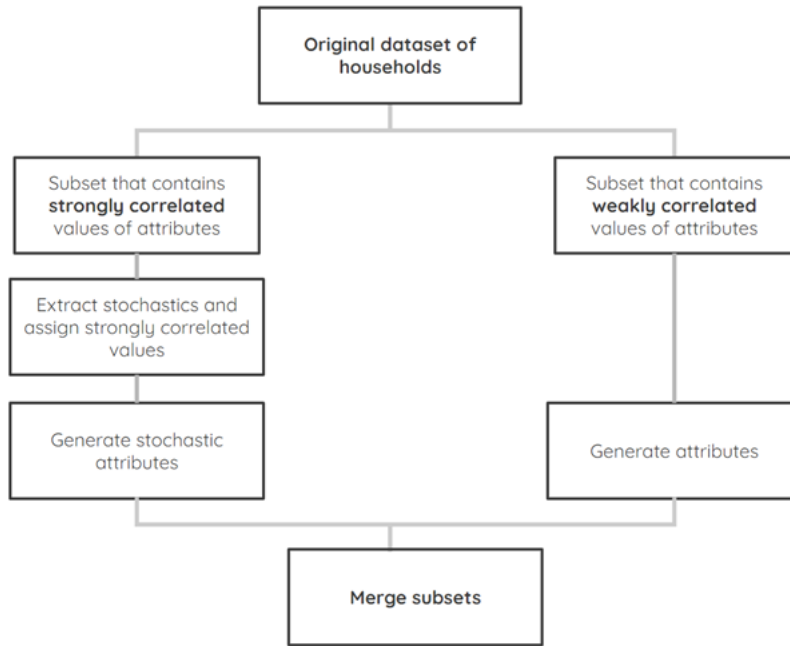 Original dataset of
households
Subset that contains
strongly correlated
values of attributes
Subset that contains
weakly correlated
values of attributes
Extract stochastics and
assign strongly correlated
values
Generate stochastic
attributes
Generate attributes
Merge subsets